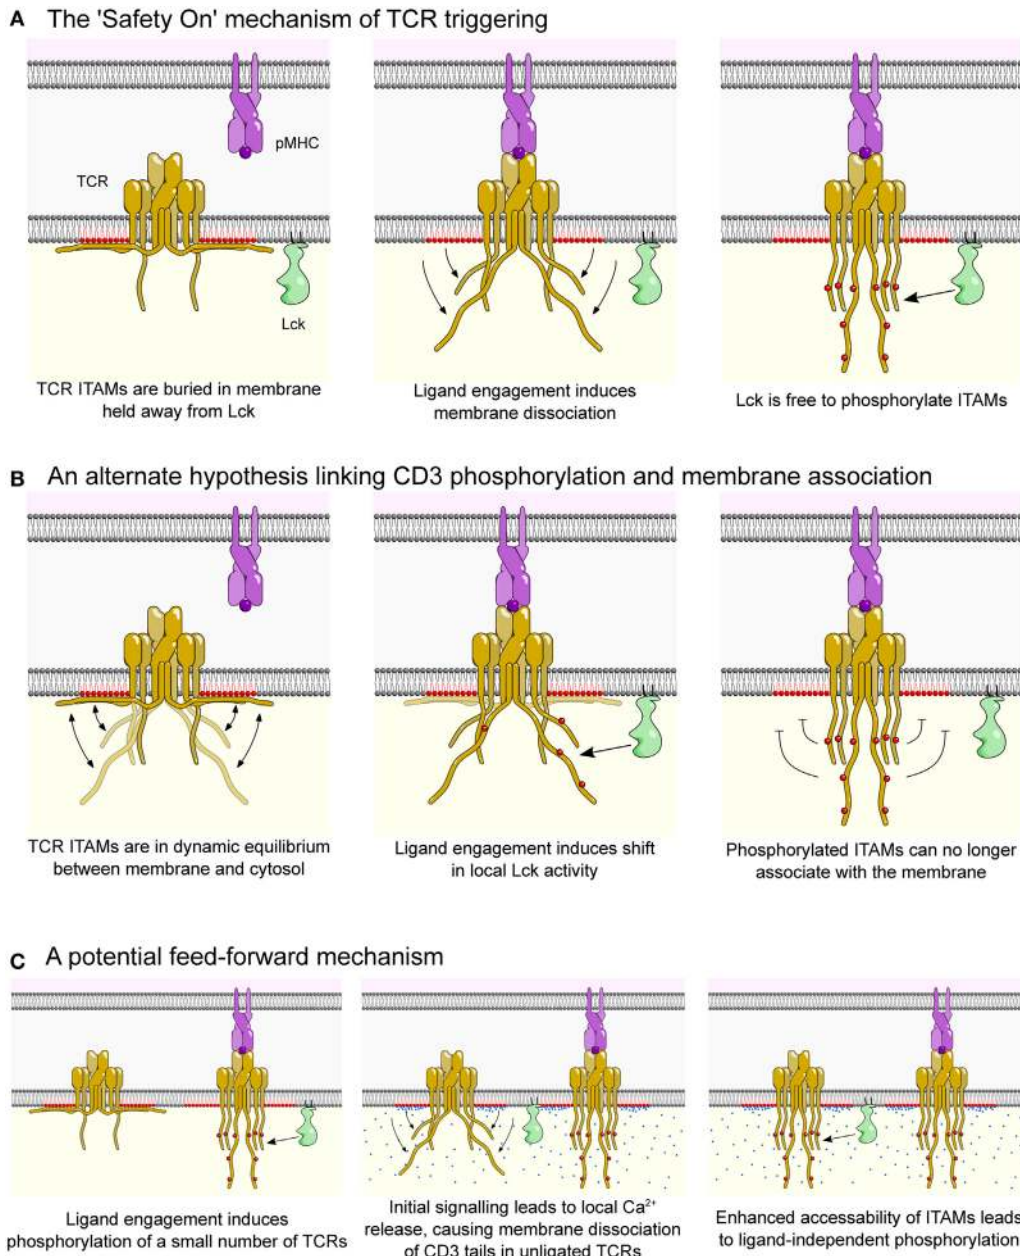 A The 'Safety On' mechanism of TCR triggering
pMHC
TCR
Lck
TCR ITAMs are buried in membrane
held away from Lck
Ligand engagement induces
membrane dissociation
Lck is free to phosphorylate ITAMs
B An alternate hypothesis linking CD3 phosphorylation and membrane association
TCR ITAMs are in dynamic equilibrium
between membrane and cytosol
Ligand engagement induces shift
in local Lck activity
Phosphorylated ITAMs can no longer
associate with the membrane
C A potential feed-forward mechanism
Ligand engagement induces
phosphorylation of a small number of TCRs
Initial signalling leads to local Ca²⁺
release, causing membrane dissociation
of CD3 tails in unligated TCRs
Enhanced accessability of ITAMs leads
to ligand-independent phosphorylation